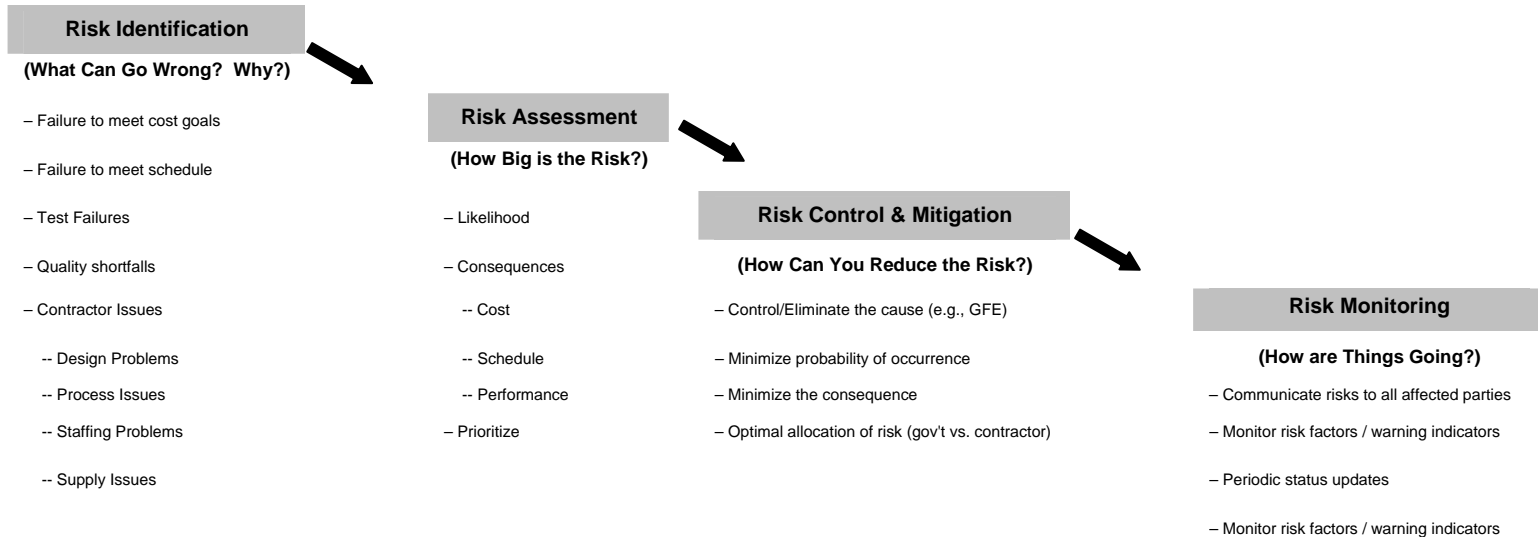 Risk Identification
(What Can Go Wrong?  Why?)
– Failure to meet cost goals
– Failure to meet schedule
– Test Failures
– Quality shortfalls
– Contractor Issues
-- Design Problems
-- Process Issues
-- Staffing Problems
-- Supply Issues
Risk Assessment
(How Big is the Risk?)
– Likelihood
– Consequences
-- Cost
-- Schedule
-- Performance
– Prioritize
Risk Control & Mitigation
(How Can You Reduce the Risk?)
– Control/Eliminate the cause (e.g., GFE)
– Minimize probability of occurrence
– Minimize the consequence
– Optimal allocation of risk (gov't vs. contractor)
Risk Monitoring
(How are Things Going?)
– Communicate risks to all affected parties
– Monitor risk factors / warning indicators
– Periodic status updates
– Monitor risk factors / warning indicators